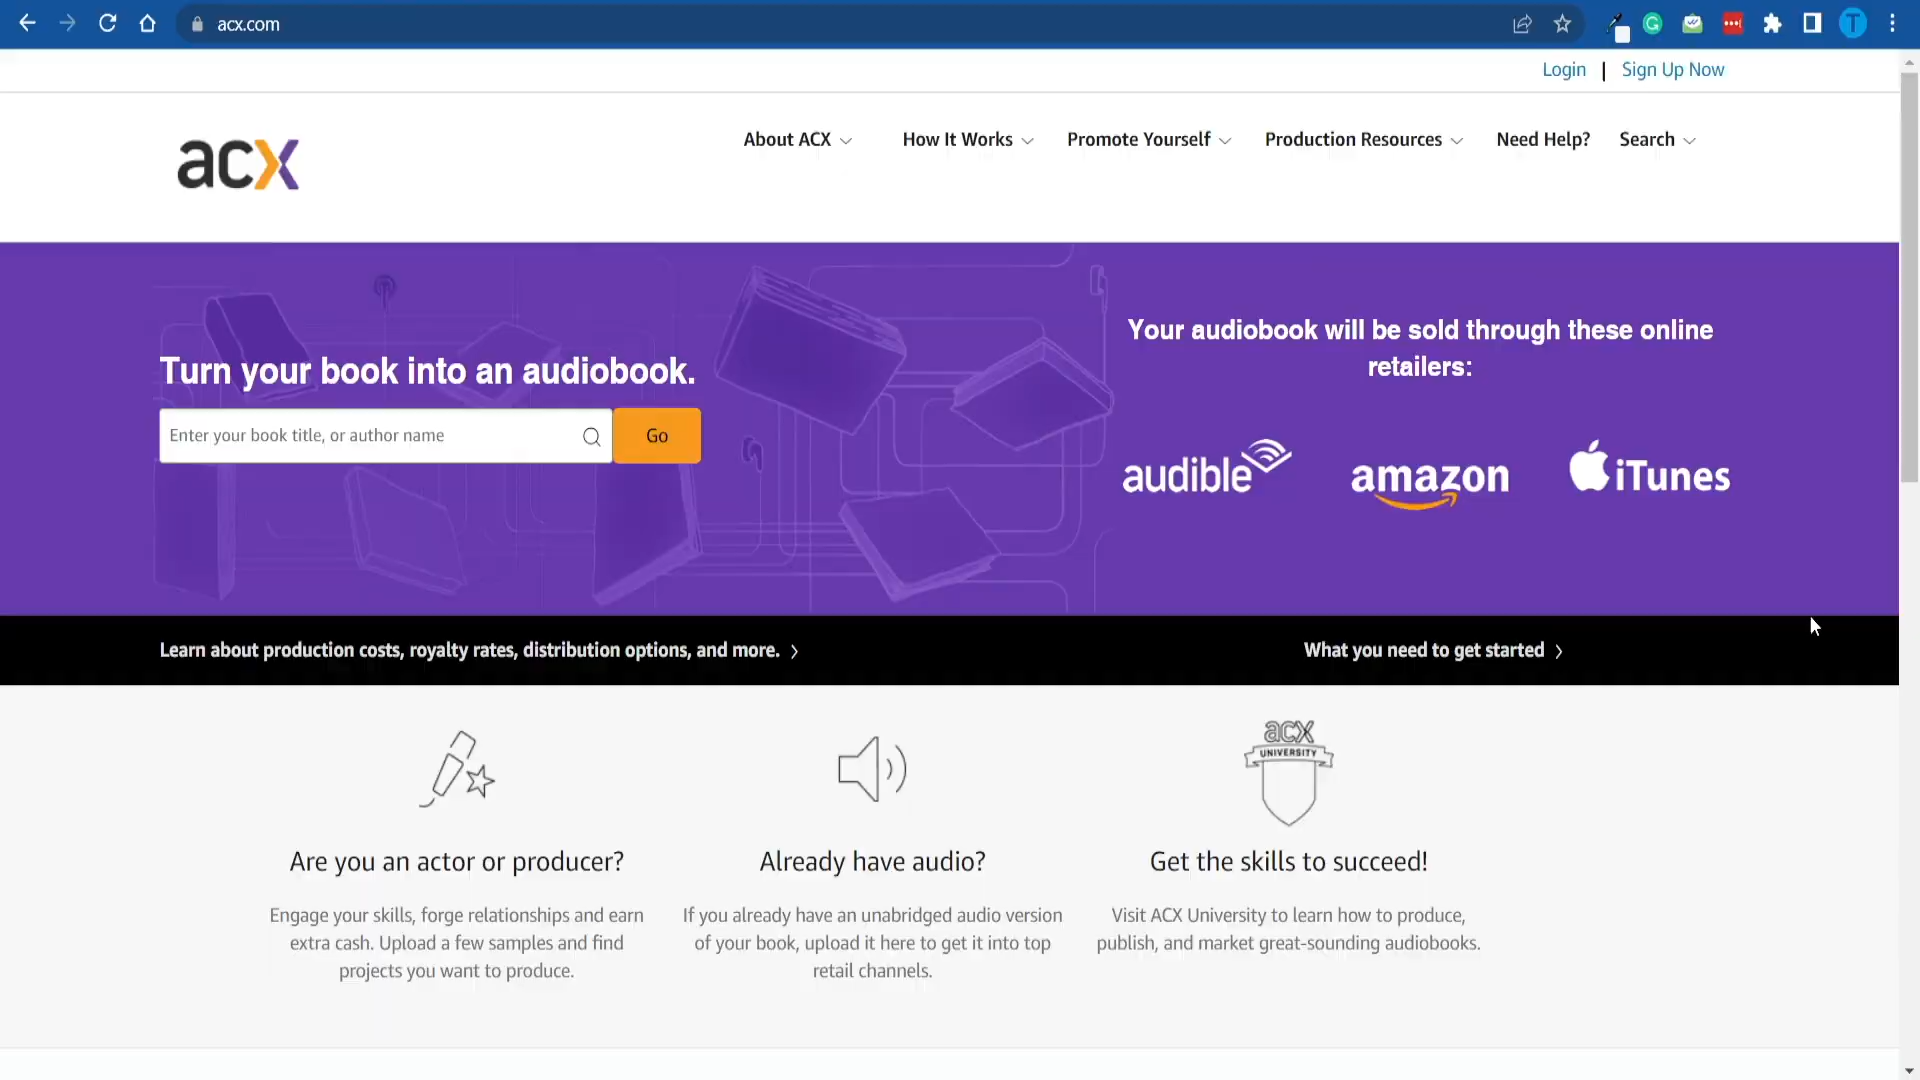 acx.com
T
Login | Sign Up Now
acx
About ACX
How It Works
Promote Yourself
Production Resources
Need Help?
Search
Turn your book into an audiobook.
Enter your book title, or author name
Go
Your audiobook will be sold through these online
retailers:
audible
amazon
iTunes
Learn about production costs, royalty rates, distribution options, and more.
What you need to get started
acx
UNIVERSITY
Are you an actor or producer?
Engage your skills, forge relationships and earn
extra cash. Upload a few samples and find
projects you want to produce.
Already have audio?
If you already have an unabridged audio version
of your book, upload it here to get it into top
retail channels.
Get the skills to succeed!
Visit ACX University to learn how to produce,
publish, and market great-sounding audiobooks.